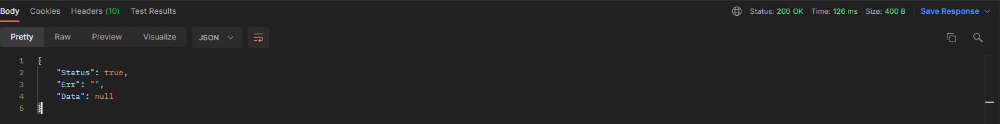 Body Cookies Headers (10) Test Results Status: 200 OK Time: 126 ms Size: 400 B Save Response
Pretty Raw Preview Visualize JSON
1 {
2 "Status": true,
3 "Err": "",
4 "Data": null
5 }